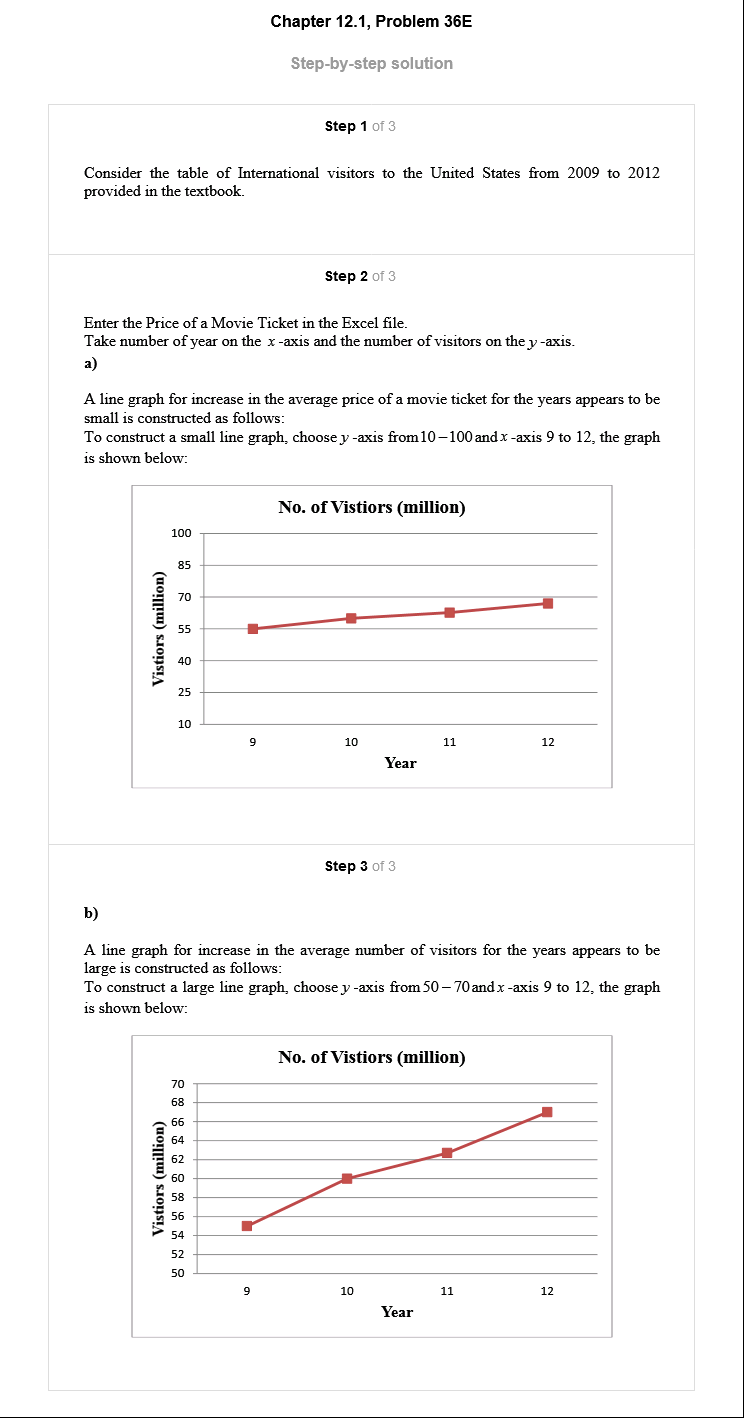 Chapter 12.1, Problem 36E
Step-by-step solution
Step 1 of 3
Consider the table of International visitors to the United States from 2009 to 2012
provided in the textbook.
Step 2 of 3
Enter the Price of a Movie Ticket in the Excel file.
Take number of year on the x-axis and the number of visitors on the y-axis.
a)
A line graph for increase in the average price of a movie ticket for the years appears to be
small is constructed as follows:
To construct a small line graph, choose y-axis from 10–100 and x-axis 9 to 12, the graph
is shown below:
No. of Vistiors (million)
Vistiors (million)
100
85
70
55
40
25
10
9 10 11 12
Year
Step 3 of 3
b)
A line graph for increase in the average number of visitors for the years appears to be
large is constructed as follows:
To construct a large line graph, choose y-axis from 50–70 and x-axis 9 to 12, the graph
is shown below:
No. of Vistiors (million)
Vistiors (million)
70
68
66
64
62
60
58
56
54
52
50
9 10 11 12
Year